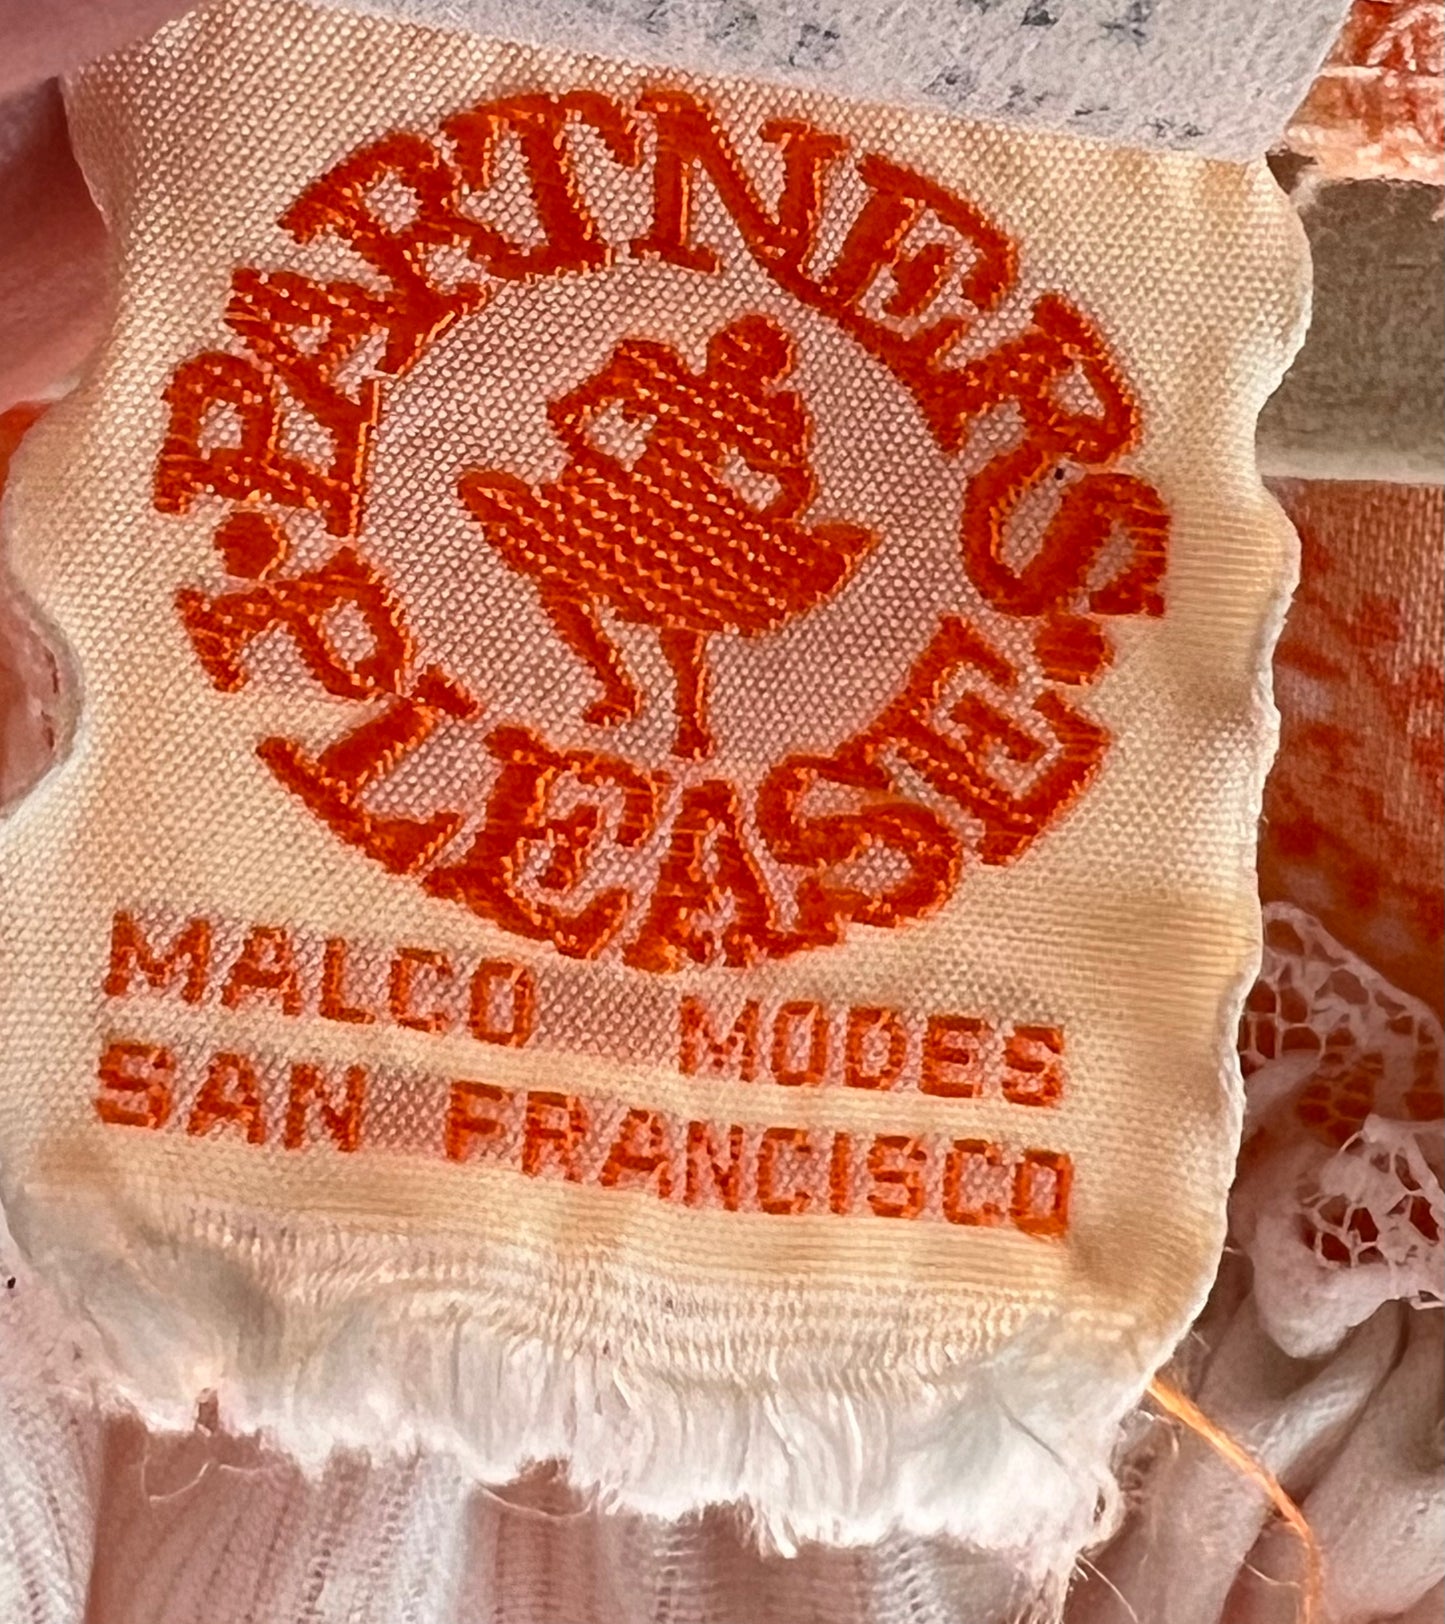 PARTNERS
PLEASE
MALCO MODES
SAN FRANCISCO